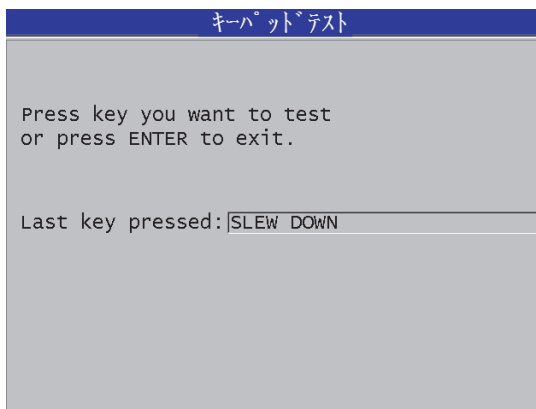 キーパッドテスト
Press key you want to test
or press ENTER to exit.
Last key pressed: SLEW DOWN